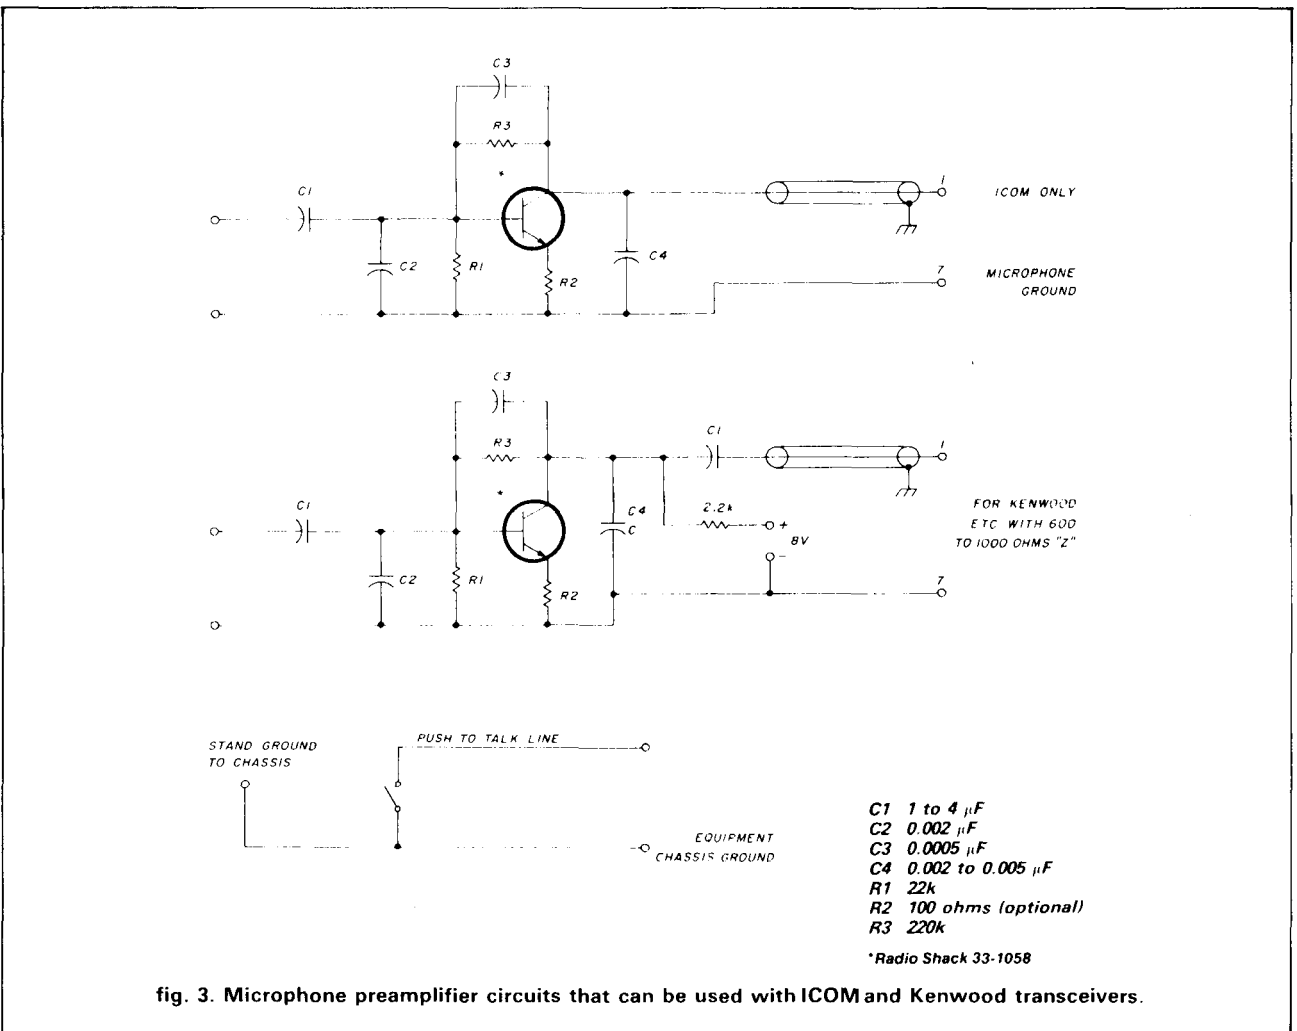 C3
R3
*
C1
1
ICOM ONLY
C2
R1
R2
C4
7
MICROPHONE
GROUND
C3
R3
*
C1
1
C1
C4
C
2.2k
+
8V
-
FOR KENWOOD
ETC WITH 600
TO 1000 OHMS "Z"
C2
R1
R2
7
STAND GROUND
TO CHASSIS
PUSH TO TALK LINE
EQUIPMENT
CHASSIS GROUND
C1 1 to 4 µF
C2 0.002 µF
C3 0.0005 µF
C4 0.002 to 0.005 µF
R1 22k
R2 100 ohms (optional)
R3 220k
*Radio Shack 33-1058
fig. 3. Microphone preamplifier circuits that can be used with ICOM and Kenwood transceivers.